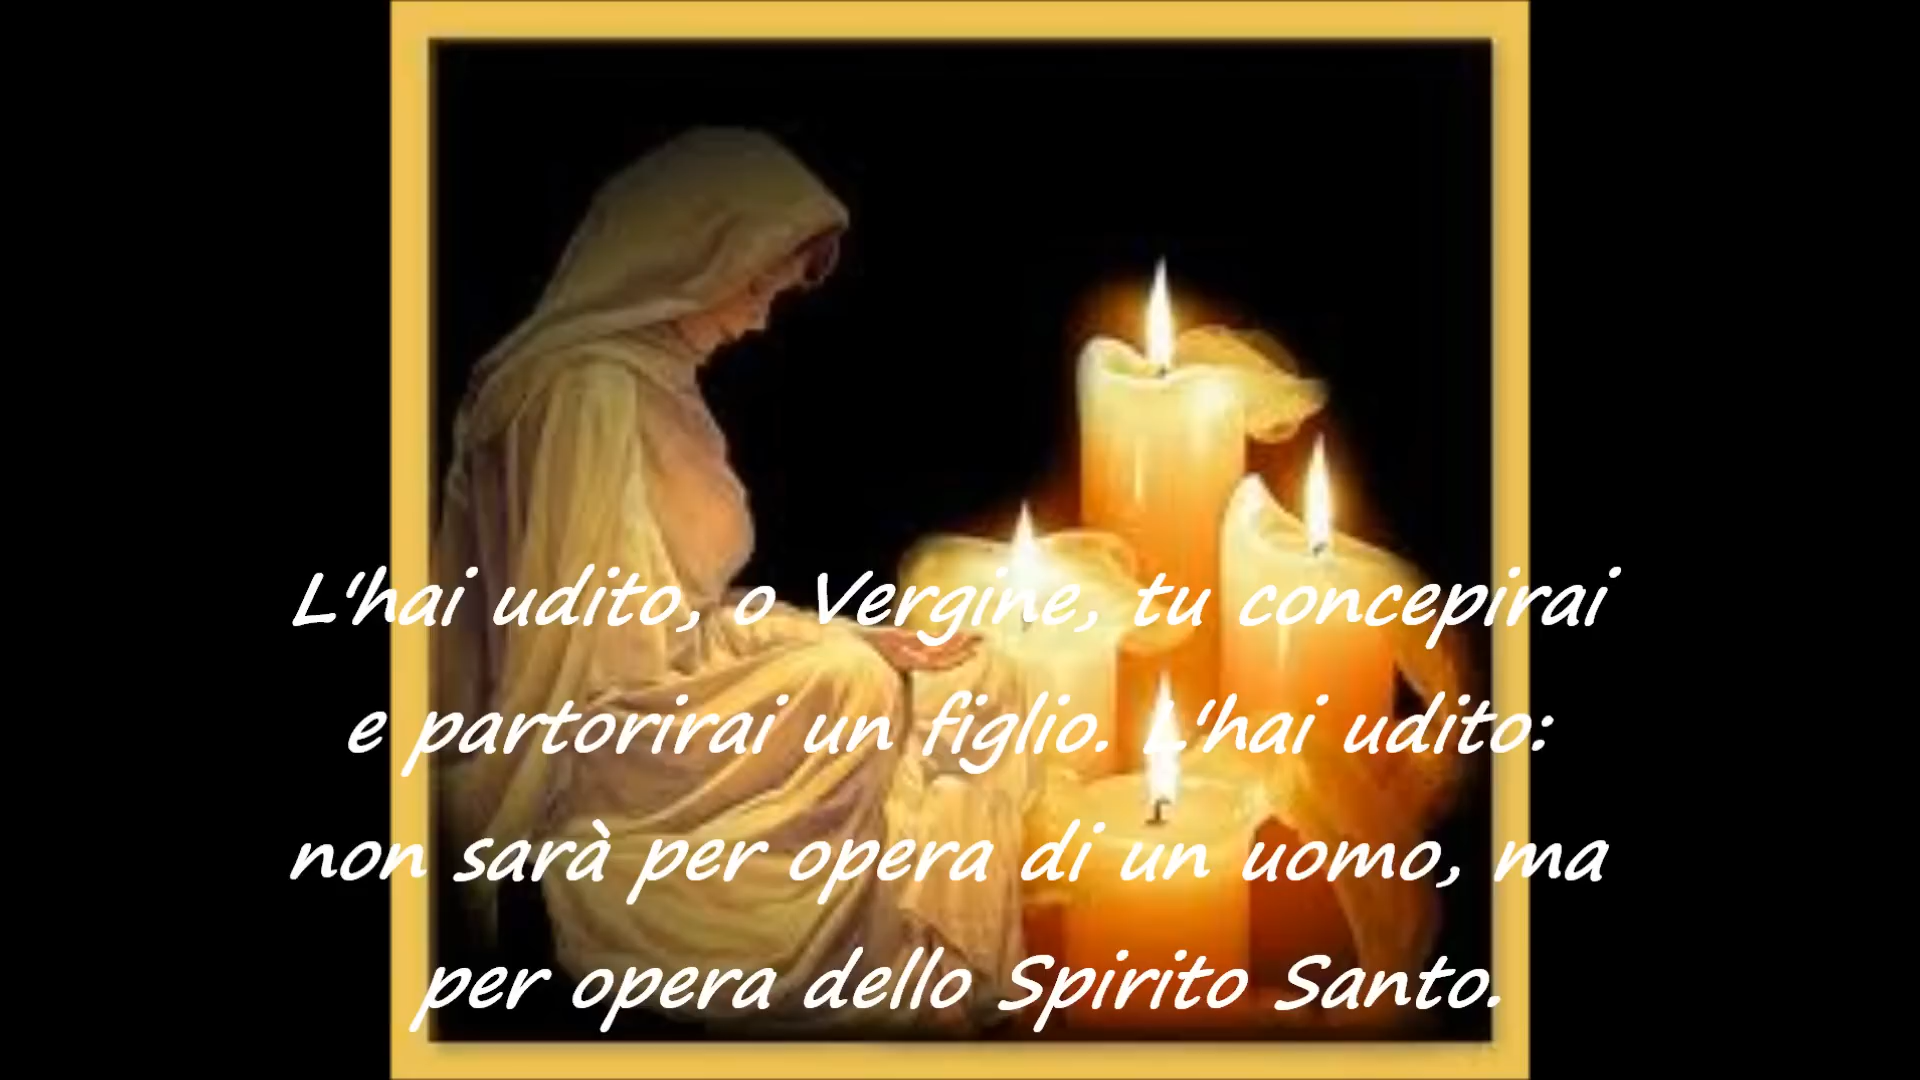 L'hai udito, o Vergine, tu concepirai
e partorirai un figlio. L'hai udito:
non sarà per opera di un uomo, ma
per opera dello Spirito Santo.